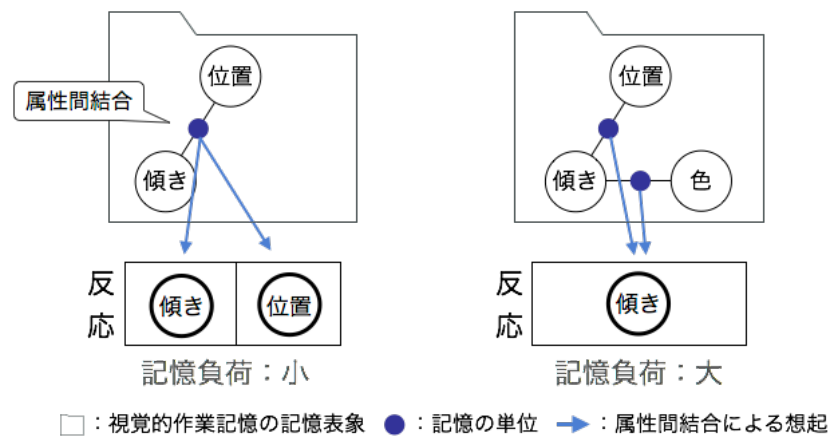 位置
属性間結合
傾き
反応
傾き
位置
記憶負荷：小
位置
傾き
色
反応
傾き
記憶負荷：大
：視覚的作業記憶の記憶表象 ：記憶の単位 ：属性間結合による想起